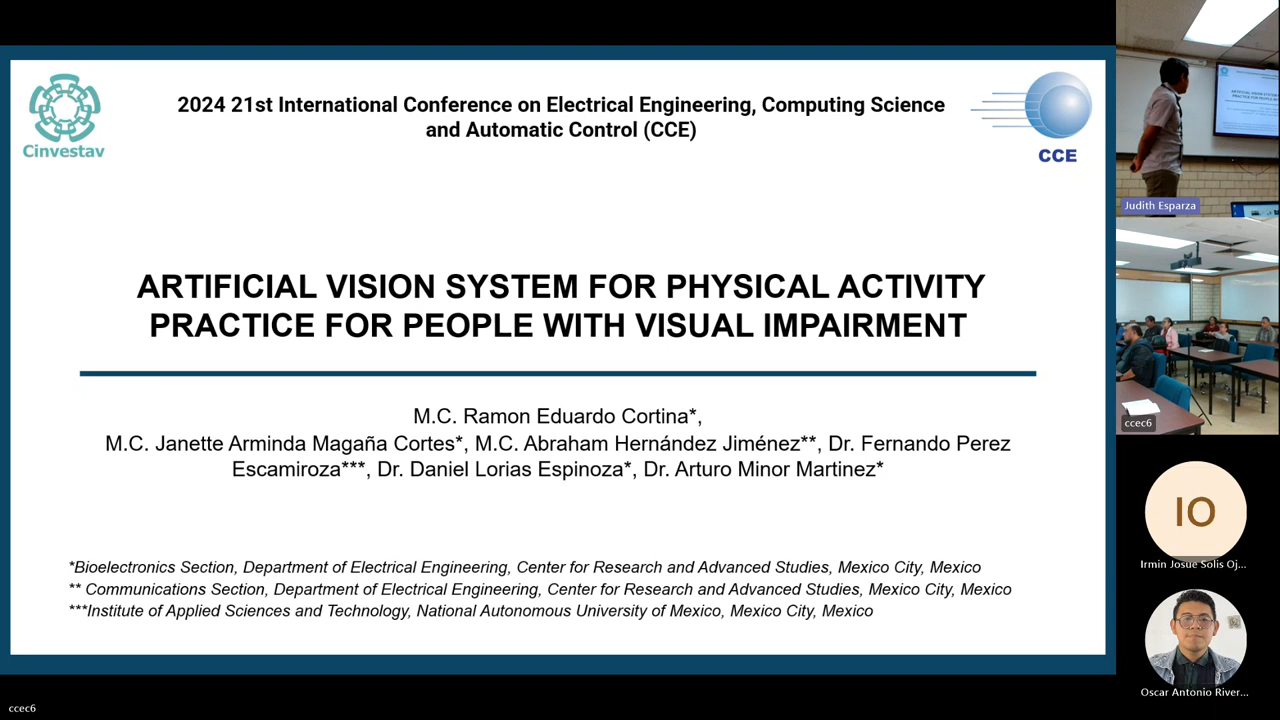 Cinvestav
2024 21st International Conference on Electrical Engineering, Computing Science
and Automatic Control (CCE)
CCE
ARTIFICIAL VISION SYSTEM FOR PHYSICAL ACTIVITY
PRACTICE FOR PEOPLE WITH VISUAL IMPAIRMENT
M.C. Ramon Eduardo Cortina*,
M.C. Janette Arminda Magaña Cortes*, M.C. Abraham Hernández Jiménez**, Dr. Fernando Perez
Escamiroza***, Dr. Daniel Lorias Espinoza*, Dr. Arturo Minor Martinez*
*Bioelectronics Section, Department of Electrical Engineering, Center for Research and Advanced Studies, Mexico City, Mexico
** Communications Section, Department of Electrical Engineering, Center for Research and Advanced Studies, Mexico City, Mexico
***Institute of Applied Sciences and Technology, National Autonomous University of Mexico, Mexico City, Mexico
Judith Esparza
ccec6
IO
Irmin Josue Solis Oj...
Oscar Antonio River...
ccec6